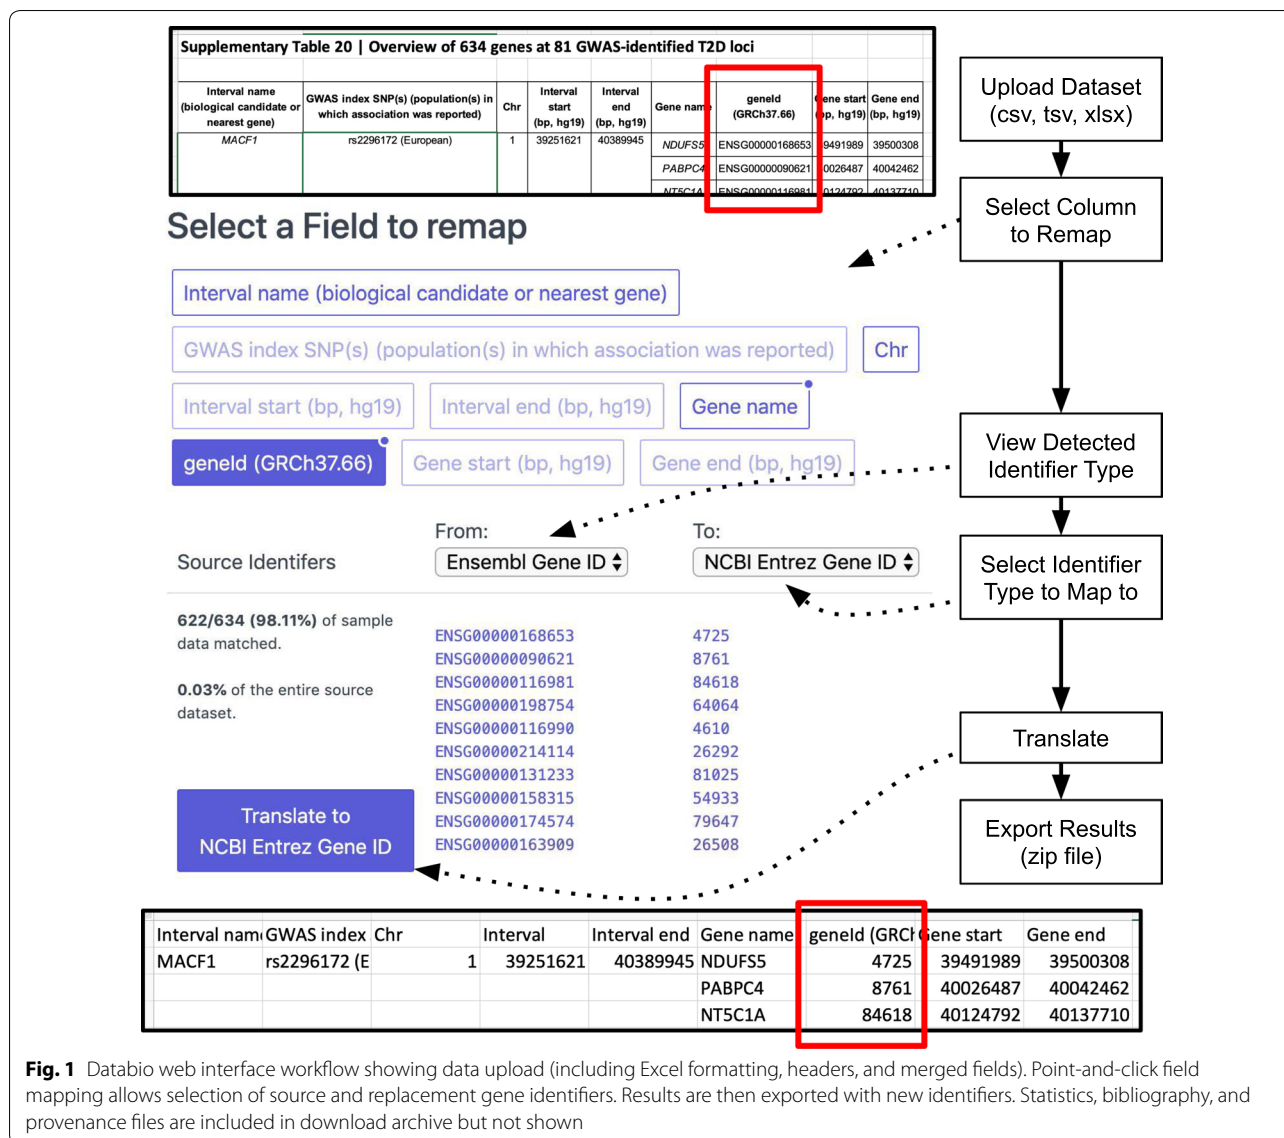 Supplementary Table 20 | Overview of 634 genes at 81 GWAS-identified T2D loci
Interval name (biological candidate or nearest gene) GWAS index SNP(s) (population(s) in which association was reported) Chr Interval start (bp, hg19) Interval end (bp, hg19) Gene name geneId (GRCh37.66) Gene start (bp, hg19) Gene end (bp, hg19)
MACF1 rs2296172 (European) 1 39251621 40389945 NDUFS5 ENSG00000168653 39491989 39500308
PABPC4 ENSG00000090621 40026487 40042462
NT5C1A ENSG00000116981 40124792 40137710
Upload Dataset
(csv, tsv, xlsx)
Select Column
to Remap
View Detected
Identifier Type
Select Identifier
Type to Map to
Translate
Export Results
(zip file)
Select a Field to remap
Interval name (biological candidate or nearest gene)
GWAS index SNP(s) (population(s) in which association was reported) Chr
Interval start (bp, hg19) Interval end (bp, hg19) Gene name
geneId (GRCh37.66) Gene start (bp, hg19) Gene end (bp, hg19)
From: To:
Source Identifers Ensembl Gene ID NCBI Entrez Gene ID
622/634 (98.11%) of sample
data matched.
0.03% of the entire source
dataset.
Translate to
NCBI Entrez Gene ID
ENSG00000168653 4725
ENSG00000090621 8761
ENSG00000116981 84618
ENSG00000198754 64064
ENSG00000116990 4610
ENSG00000214114 26292
ENSG00000131233 81025
ENSG00000158315 54933
ENSG00000174574 79647
ENSG00000163909 26508
Interval name GWAS index Chr Interval Interval end Gene name geneId (GRCh Gene start Gene end
MACF1 rs2296172 (E 1 39251621 40389945 NDUFS5 4725 39491989 39500308
PABPC4 8761 40026487 40042462
NT5C1A 84618 40124792 40137710
Fig. 1 Databio web interface workflow showing data upload (including Excel formatting, headers, and merged fields). Point-and-click field
mapping allows selection of source and replacement gene identifiers. Results are then exported with new identifiers. Statistics, bibliography, and
provenance files are included in download archive but not shown